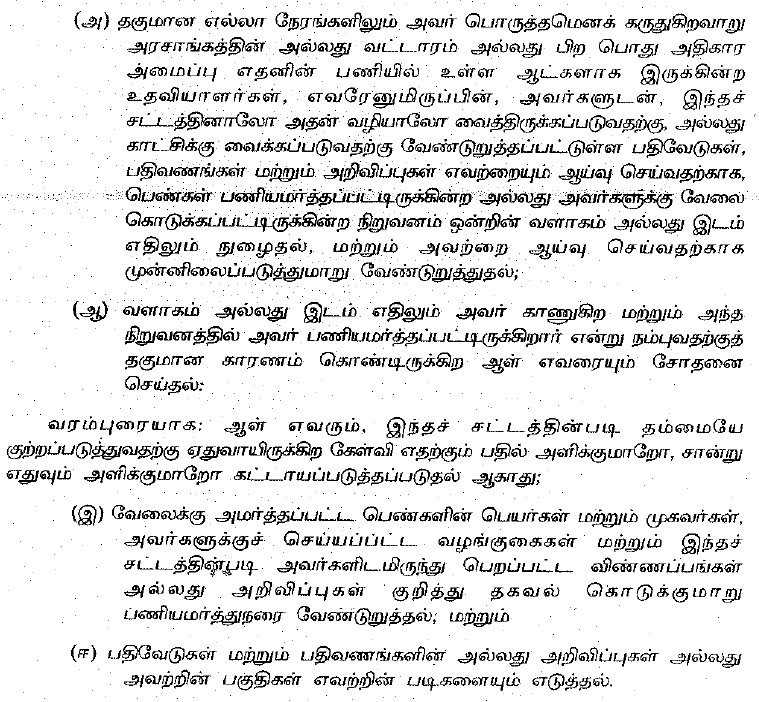 (அ) தகுமான எல்லா நேரங்களிலும் அவர் பொருத்தமெனக் கருதுகிறவாறு
அரசாங்கத்தின் அல்லது வட்டாரம் அல்லது பிற பொது அதிகார
அமைப்பு எதனின் பணியில் உள்ள ஆட்களாக இருக்கின்ற
உதவியாளர்கள், எவரேனுமிருப்பின், அவர்களுடன், இந்தச்
சட்டத்தினாலோ அதன் வழியாலோ வைத்திருக்கப்படுவதற்கு, அல்லது
காட்சிக்கு வைக்கப்படுவதற்கு வேண்டுறுத்தப்பட்டுள்ள பதிவேடுகள்,
பதிவணங்கள் மற்றும் அறிவிப்புகள் எவற்றையும் ஆய்வு செய்வதற்காக,
பெண்கள் பணியமர்த்தப்பட்டிருக்கின்ற அல்லது அவர்களுக்கு வேலை
கொடுக்கப்பட்டிருக்கின்ற நிறுவனம் ஒன்றின் வளாகம் அல்லது இடம்
எதிலும் நுழைதல், மற்றும் அவற்றை ஆய்வு செய்வதற்காக
முன்னிலைப்படுத்துமாறு வேண்டுறுத்துதல்;
(ஆ) வளாகம் அல்லது இடம் எதிலும் அவர் காணுகிற மற்றும் அந்த
நிறுவனத்தில் அவர் பணியமர்த்தப்பட்டிருக்கிறார் என்று நம்புவதற்குத்
தகுமான காரணம் கொண்டிருக்கிற ஆள் எவரையும் சோதனை
செய்தல்:
வரம்புரையாக: ஆள் எவரும், இந்தச் சட்டத்தின்படி தம்மையே
குற்றப்படுத்துவதற்கு ஏதுவாயிருக்கிற கேள்வி எதற்கும் பதில் அளிக்குமாறோ, சான்று
எதுவும் அளிக்குமாறோ கட்டாயப்படுத்தப்படுதல் ஆகாது;
(இ) வேலைக்கு அமர்த்தப்பட்ட பெண்களின் பெயர்கள் மற்றும் முகவர்கள்,
அவர்களுக்குச் செய்யப்பட்ட வழங்குகைகள் மற்றும் இந்தச்
சட்டத்தின்படி அவர்களிடமிருந்து பெறப்பட்ட விண்ணப்பங்கள்
அல்லது அறிவிப்புகள் குறித்து தகவல் கொடுக்குமாறு
பணியமர்த்துநரை வேண்டுறுத்தல்; மற்றும்
(ஈ) பதிவேடுகள் மற்றும் பதிவணங்களின் அல்லது அறிவிப்புகள் அல்லது
அவற்றின் பகுதிகள் எவற்றின் படிகளையும் எடுத்தல்.